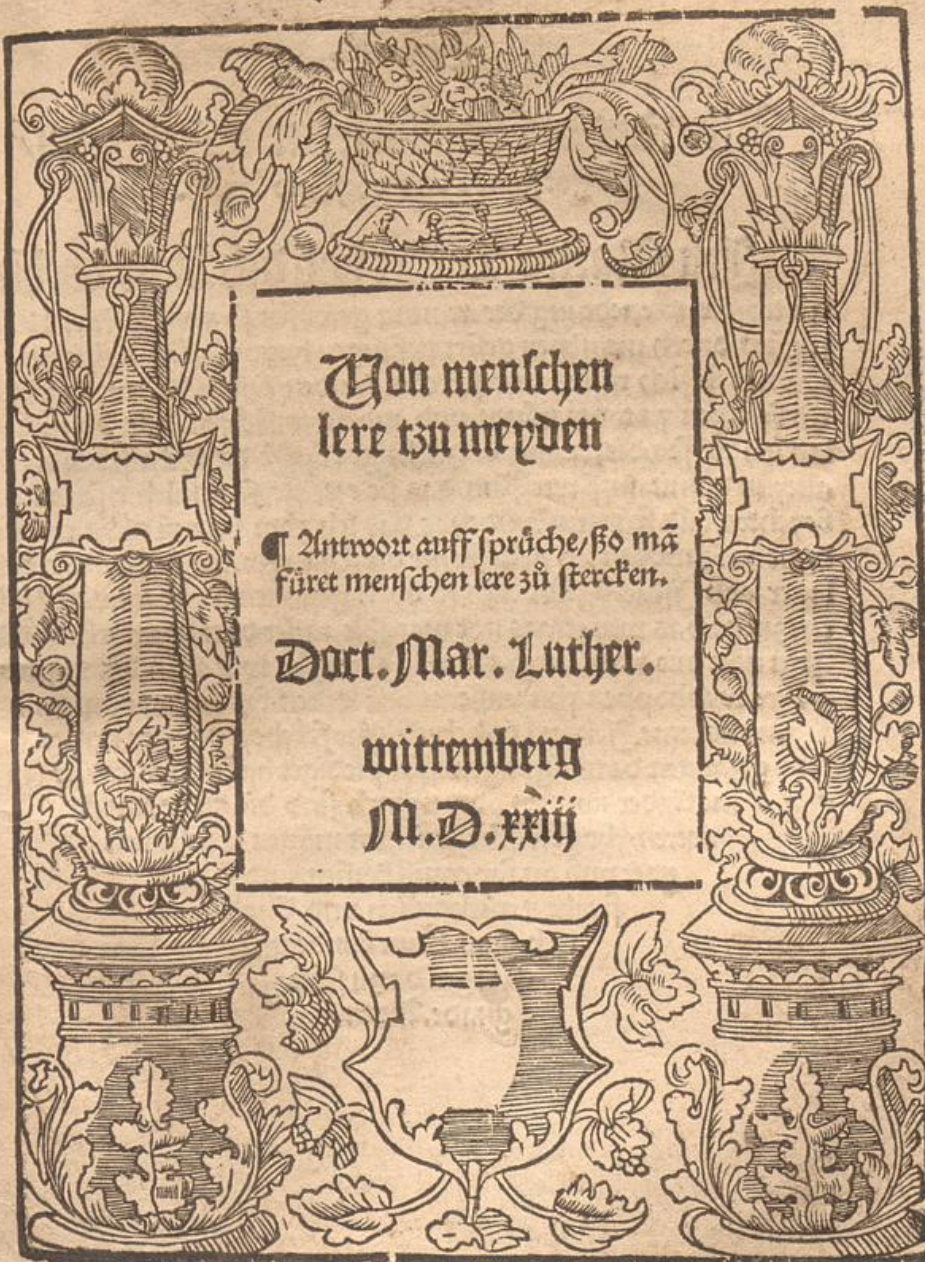 Von menschen
lere tzu meyden
¶ Antwort auff sprüche/ßo mā
füret menschen lere zů stercken.
Doct. Mar. Luther.
wittemberg
M.D.xxiij